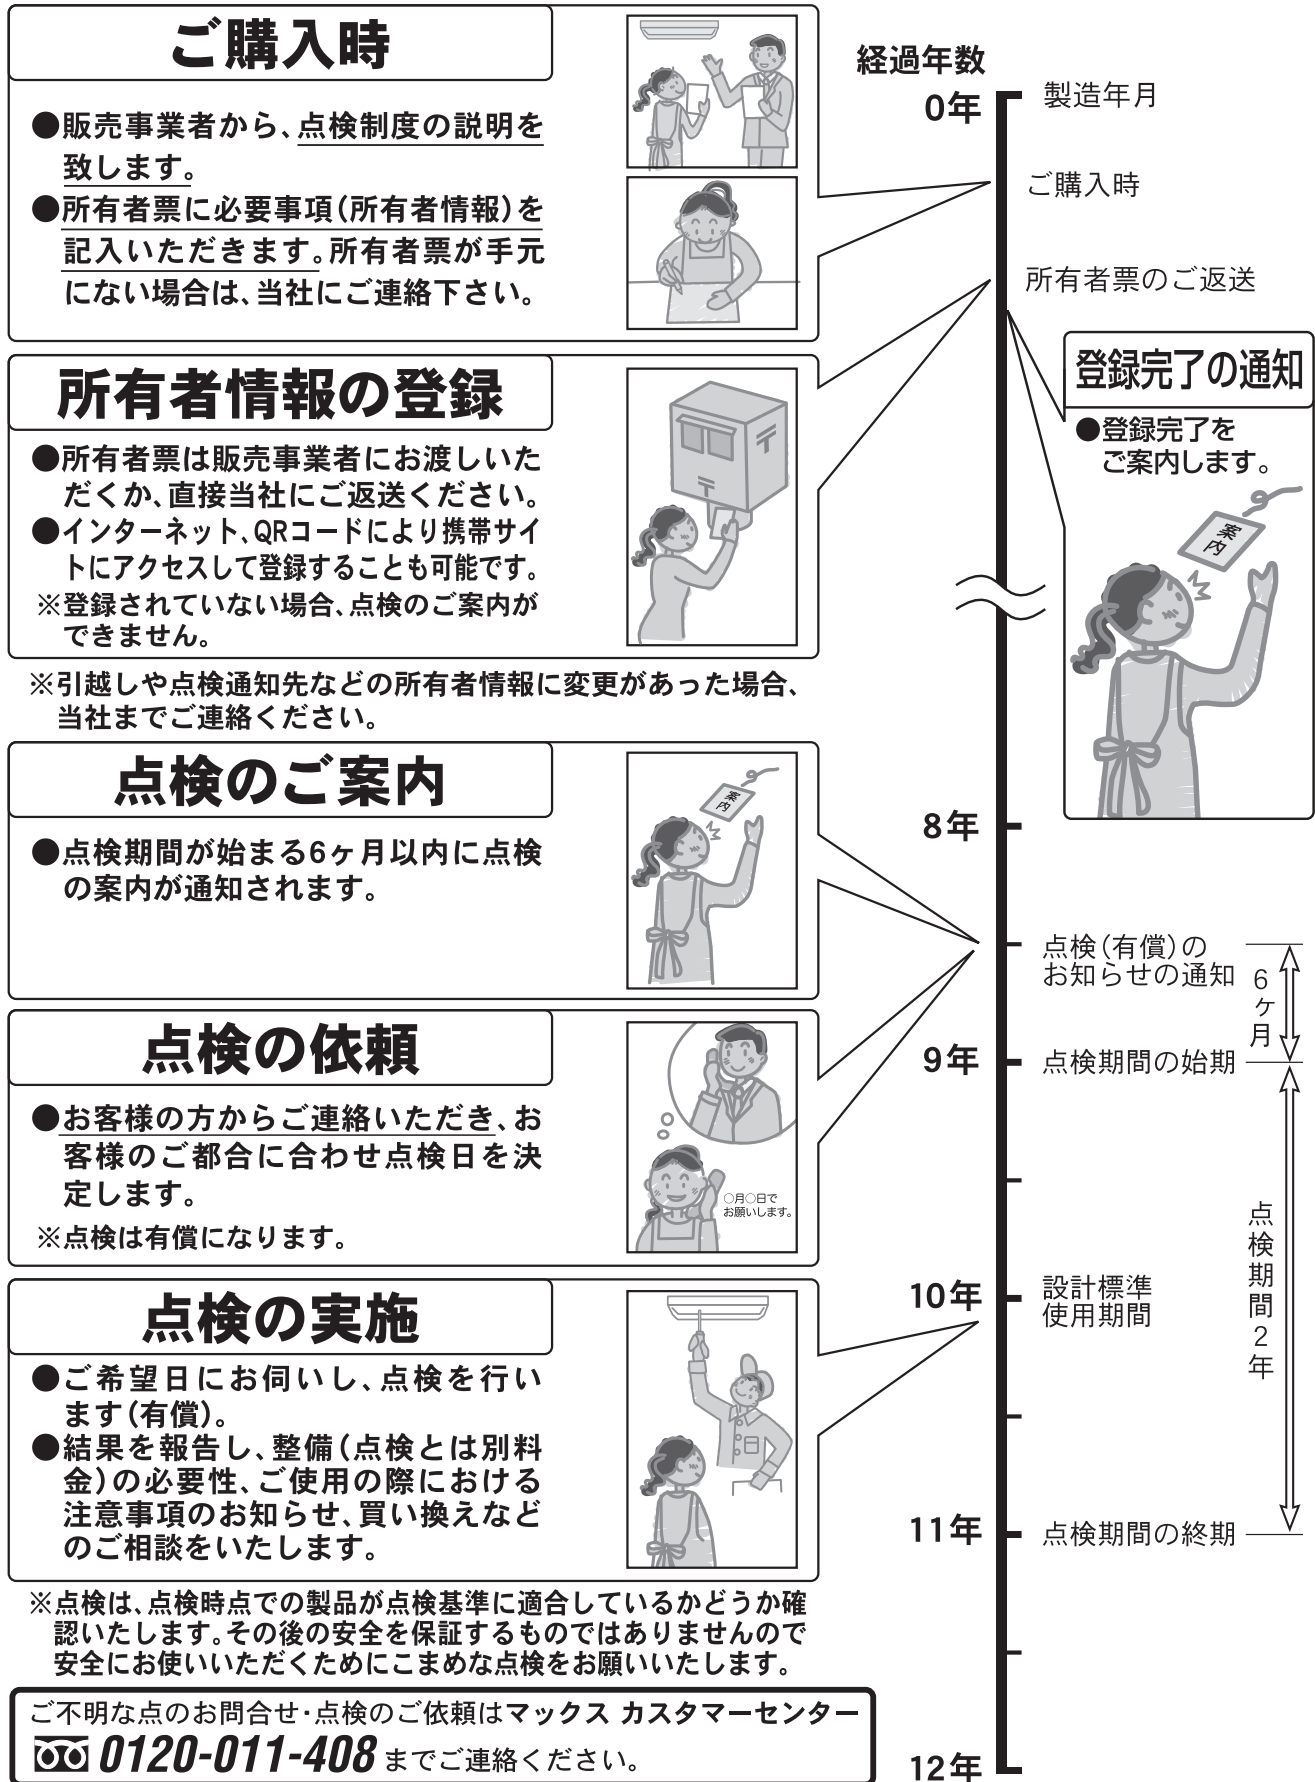 ご購入時
●販売事業者から、点検制度の説明を
致します。
●所有者票に必要事項(所有者情報)を
記入いただきます。所有者票が手元
にない場合は、当社にご連絡下さい。
所有者情報の登録
●所有者票は販売事業者にお渡しいた
だくか、直接当社にご返送ください。
●インターネット、QRコードにより携帯サイ
トにアクセスして登録することも可能です。
※登録されていない場合、点検のご案内が
できません。
〒
〒
※引越しや点検通知先などの所有者情報に変更があった場合、
当社までご連絡ください。
点検のご案内
●点検期間が始まる6ヶ月以内に点検
の案内が通知されます。
案内
点検の依頼
●お客様の方からご連絡いただき、お
客様のご都合に合わせ点検日を決
定します。
※点検は有償になります。
○月○日で
お願いします。
点検の実施
●ご希望日にお伺いし、点検を行い
ます(有償)。
●結果を報告し、整備(点検とは別料
金)の必要性、ご使用の際における
注意事項のお知らせ、買い換えなど
のご相談をいたします。
※点検は、点検時点での製品が点検基準に適合しているかどうか確
認いたします。その後の安全を保証するものではありませんので
安全にお使いいただくためにこまめな点検をお願いいたします。
ご不明な点のお問合せ・点検のご依頼はマックス カスタマーセンター
0120-011-408 までご連絡ください。
経過年数
0年
製造年月
ご購入時
所有者票のご返送
登録完了の通知
●登録完了を
ご案内します。
案内
8年
点検(有償)の
お知らせの通知
6ヶ月
9年
点検期間の始期
点検期間2年
10年
設計標準
使用期間
11年
点検期間の終期
12年